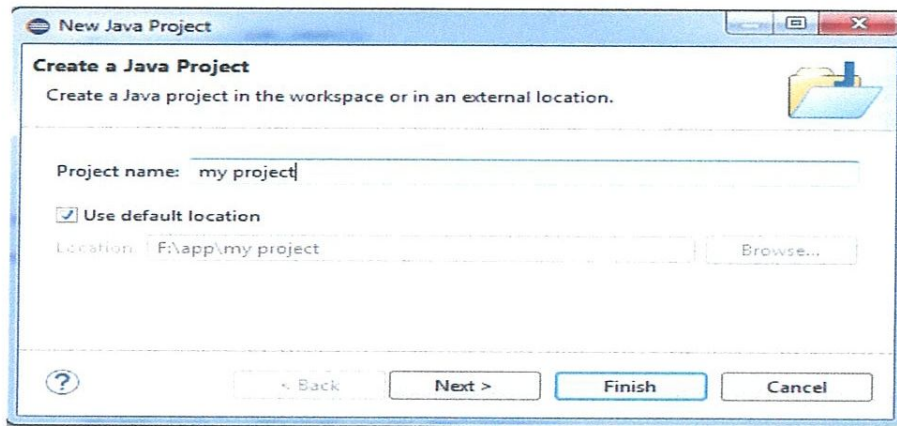 New Java Project
Create a Java Project
Create a Java project in the workspace or in an external location.
Project name: my project
Use default location
Location: F:\app\my project Browse...
? < Back Next > Finish Cancel